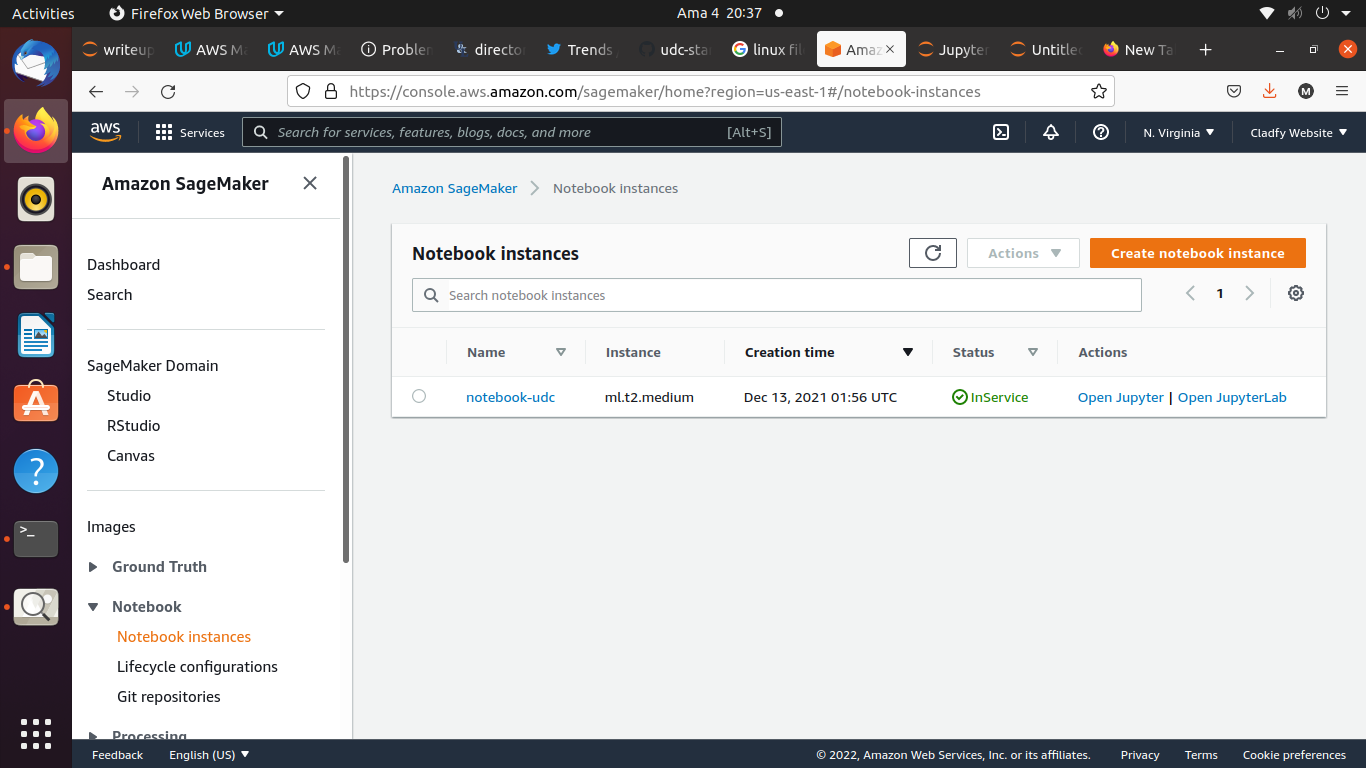 Activities Firefox Web Browser Ama 4 20:37
writeup AWS Ma AWS Ma Problem directo Trends udc-sta linux file Amaz Jupyter Untitled New Ta
https://console.aws.amazon.com/sagemaker/home?region=us-east-1#/notebook-instances M
aws Services Search for services, features, blogs, docs, and more [Alt+S] N. Virginia Cladfy Website
Amazon SageMaker
Dashboard
Search
SageMaker Domain
Studio
RStudio
Canvas
Images
Ground Truth
Notebook
Notebook instances
Lifecycle configurations
Git repositories
Processing
Amazon SageMaker Notebook instances
Notebook instances Actions Create notebook instance
Search notebook instances 1
Name Instance Creation time Status Actions
notebook-udc ml.t2.medium Dec 13, 2021 01:56 UTC InService Open Jupyter | Open JupyterLab
Feedback English (US) © 2022, Amazon Web Services, Inc. or its affiliates. Privacy Terms Cookie preferences